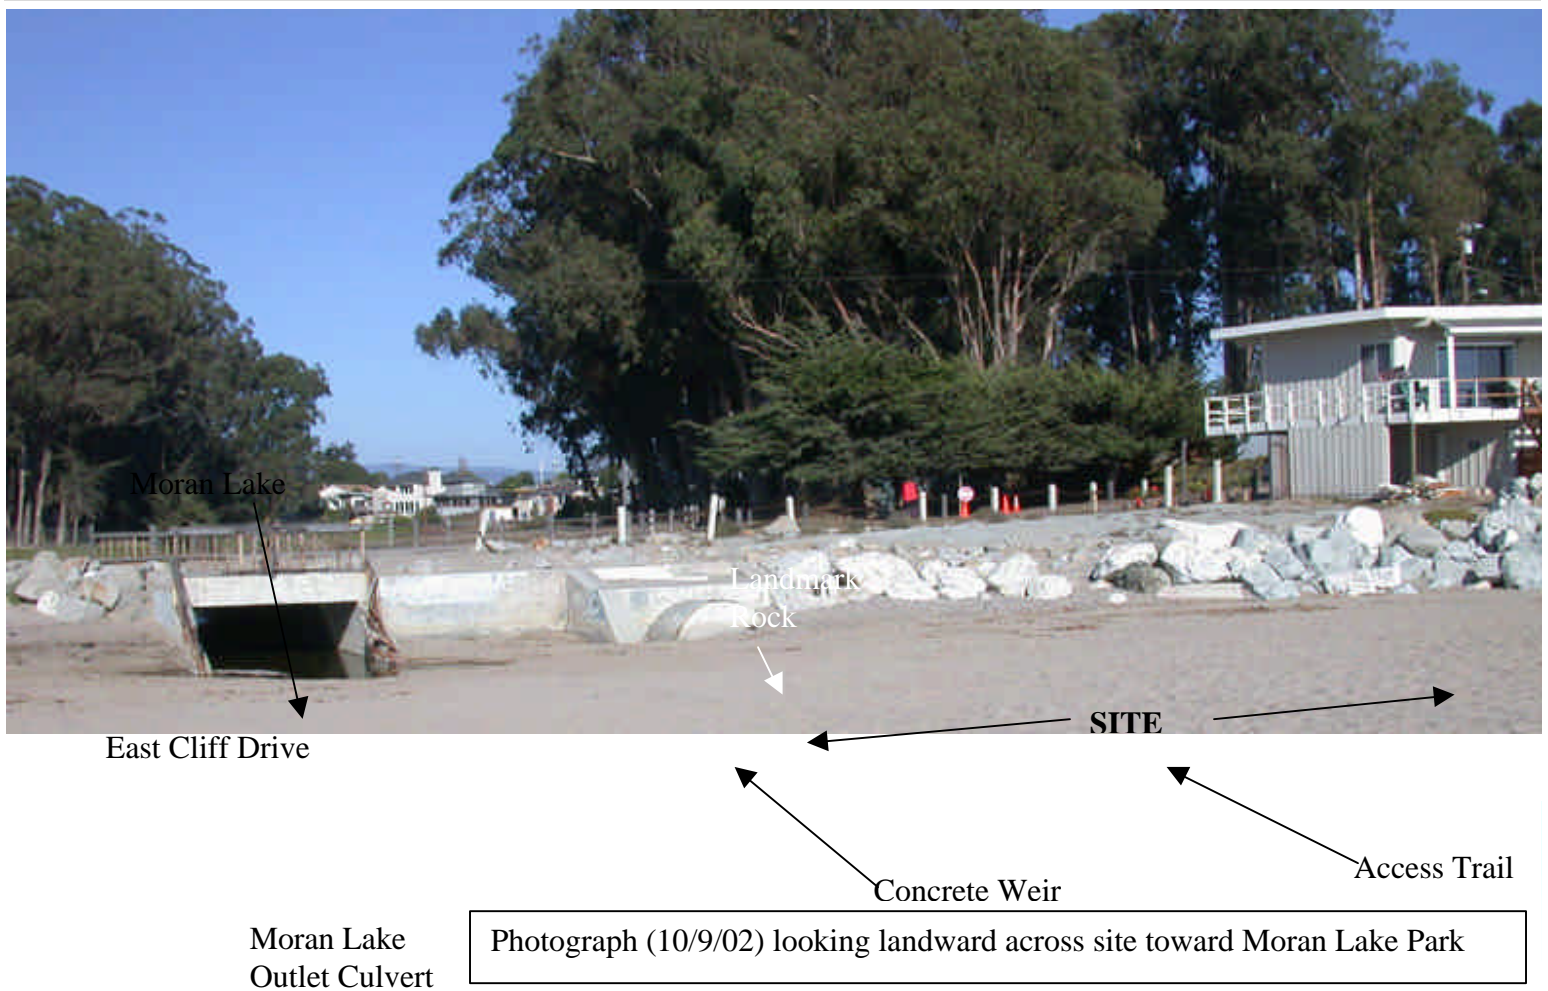 Moran Lake
Landmark
Rock
SITE
East Cliff Drive
Access Trail
Concrete Weir
Moran Lake
Outlet Culvert
Photograph (10/9/02) looking landward across site toward Moran Lake Park